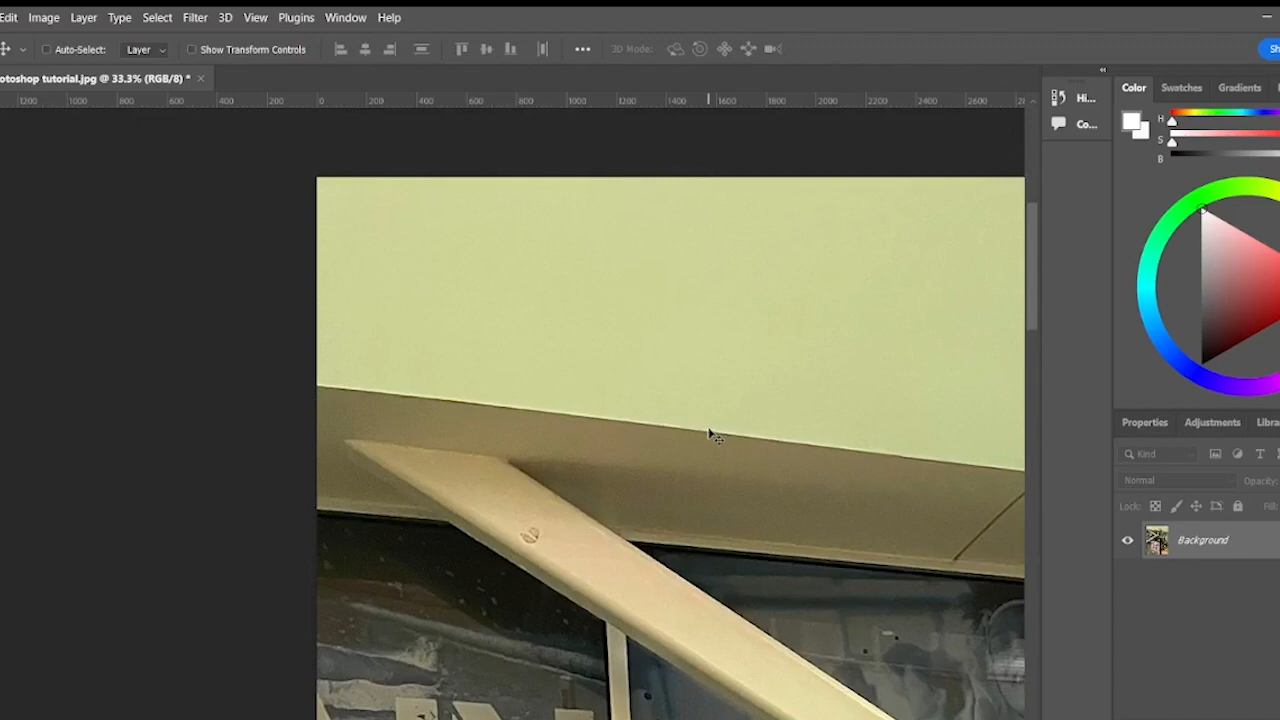 Edit Image Layer Type Select Filter 3D View Plugins Window Help
Auto-Select: Layer Show Transform Controls 3D Mode: Sh
otoshop tutorial.jpg @ 33.3% (RGB/8) *
1200 1000 800 600 400 200 0 200 400 600 800 1000 1200 1400 1600 1800 2000 2200 2400 2600 28
Hi...
Co...
Color Swatches Gradients
H
S
B
Properties Adjustments Libra
Kind
Normal Opacity:
Lock: Fill:
Background